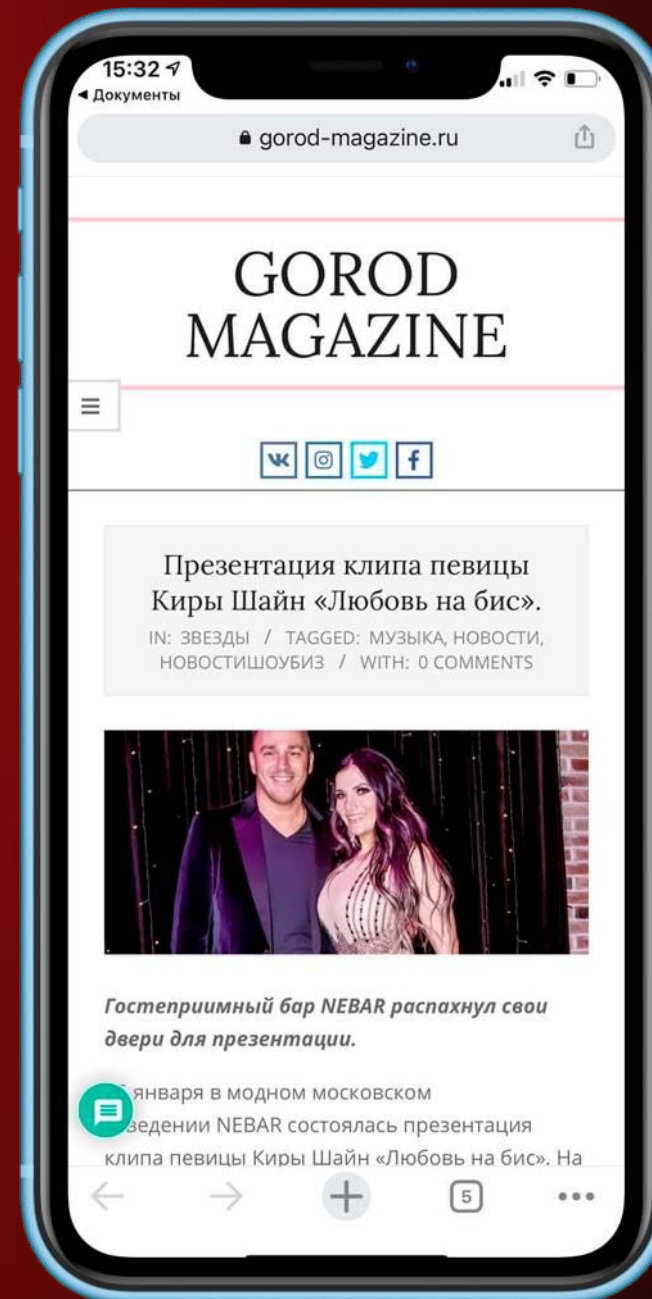 15:32
◄ Документы
gorod-magazine.ru
GOROD
MAGAZINE
Презентация клипа певицы
Киры Шайн «Любовь на бис».
IN: ЗВЕЗДЫ / TAGGED: МУЗЫКА, НОВОСТИ,
НОВОСТИШОУБИЗ / WITH: 0 COMMENTS
Гостеприимный бар NEBAR распахнул свои
двери для презентации.
января в модном московском
NEBAR состоялась презентация
клипа певицы Киры Шайн «Любовь на бис». На
5